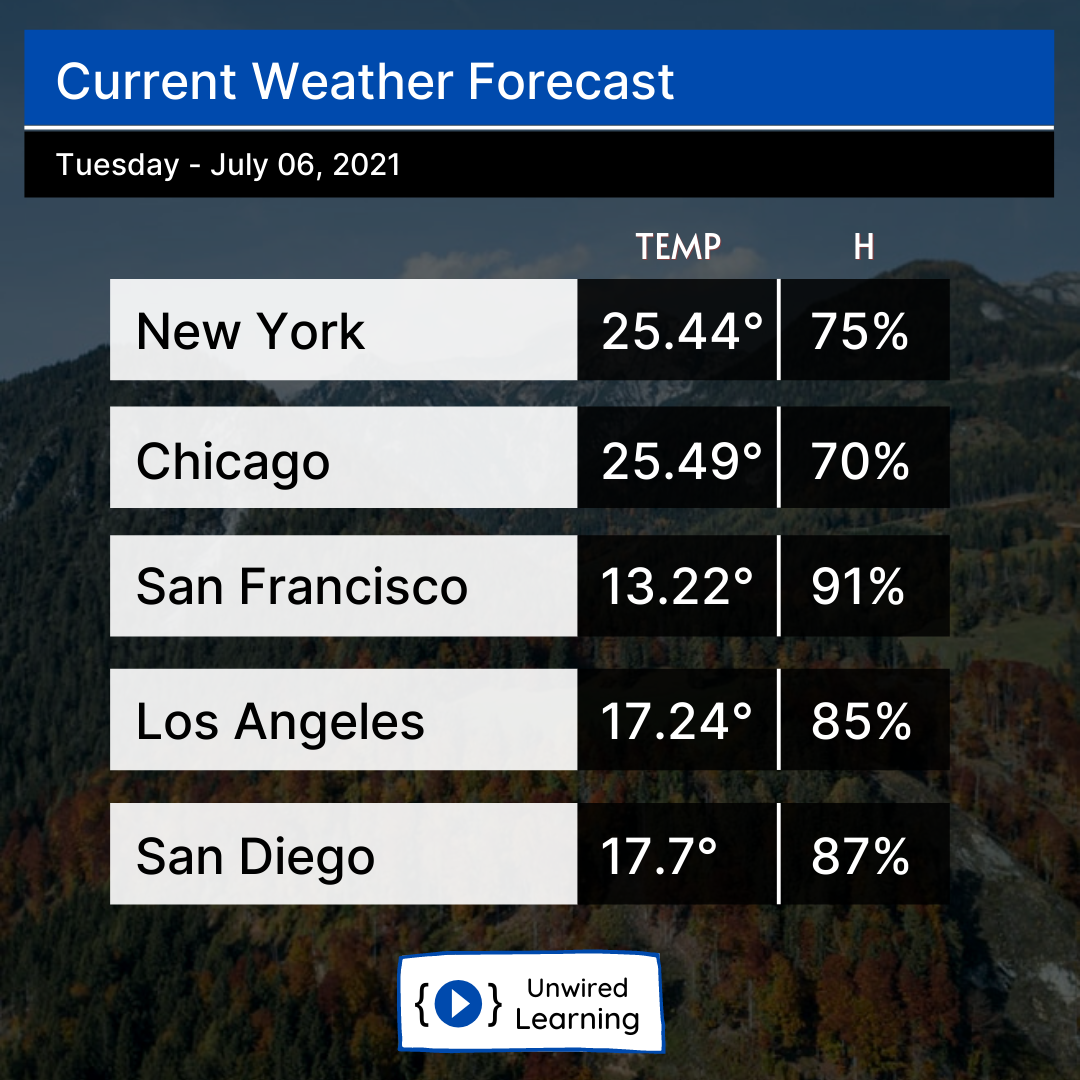 Current Weather Forecast
Tuesday - July 06, 2021
TEMP H
New York 25.44° 75%
Chicago 25.49° 70%
San Francisco 13.22° 91%
Los Angeles 17.24° 85%
San Diego 17.7° 87%
{ } Unwired
Learning